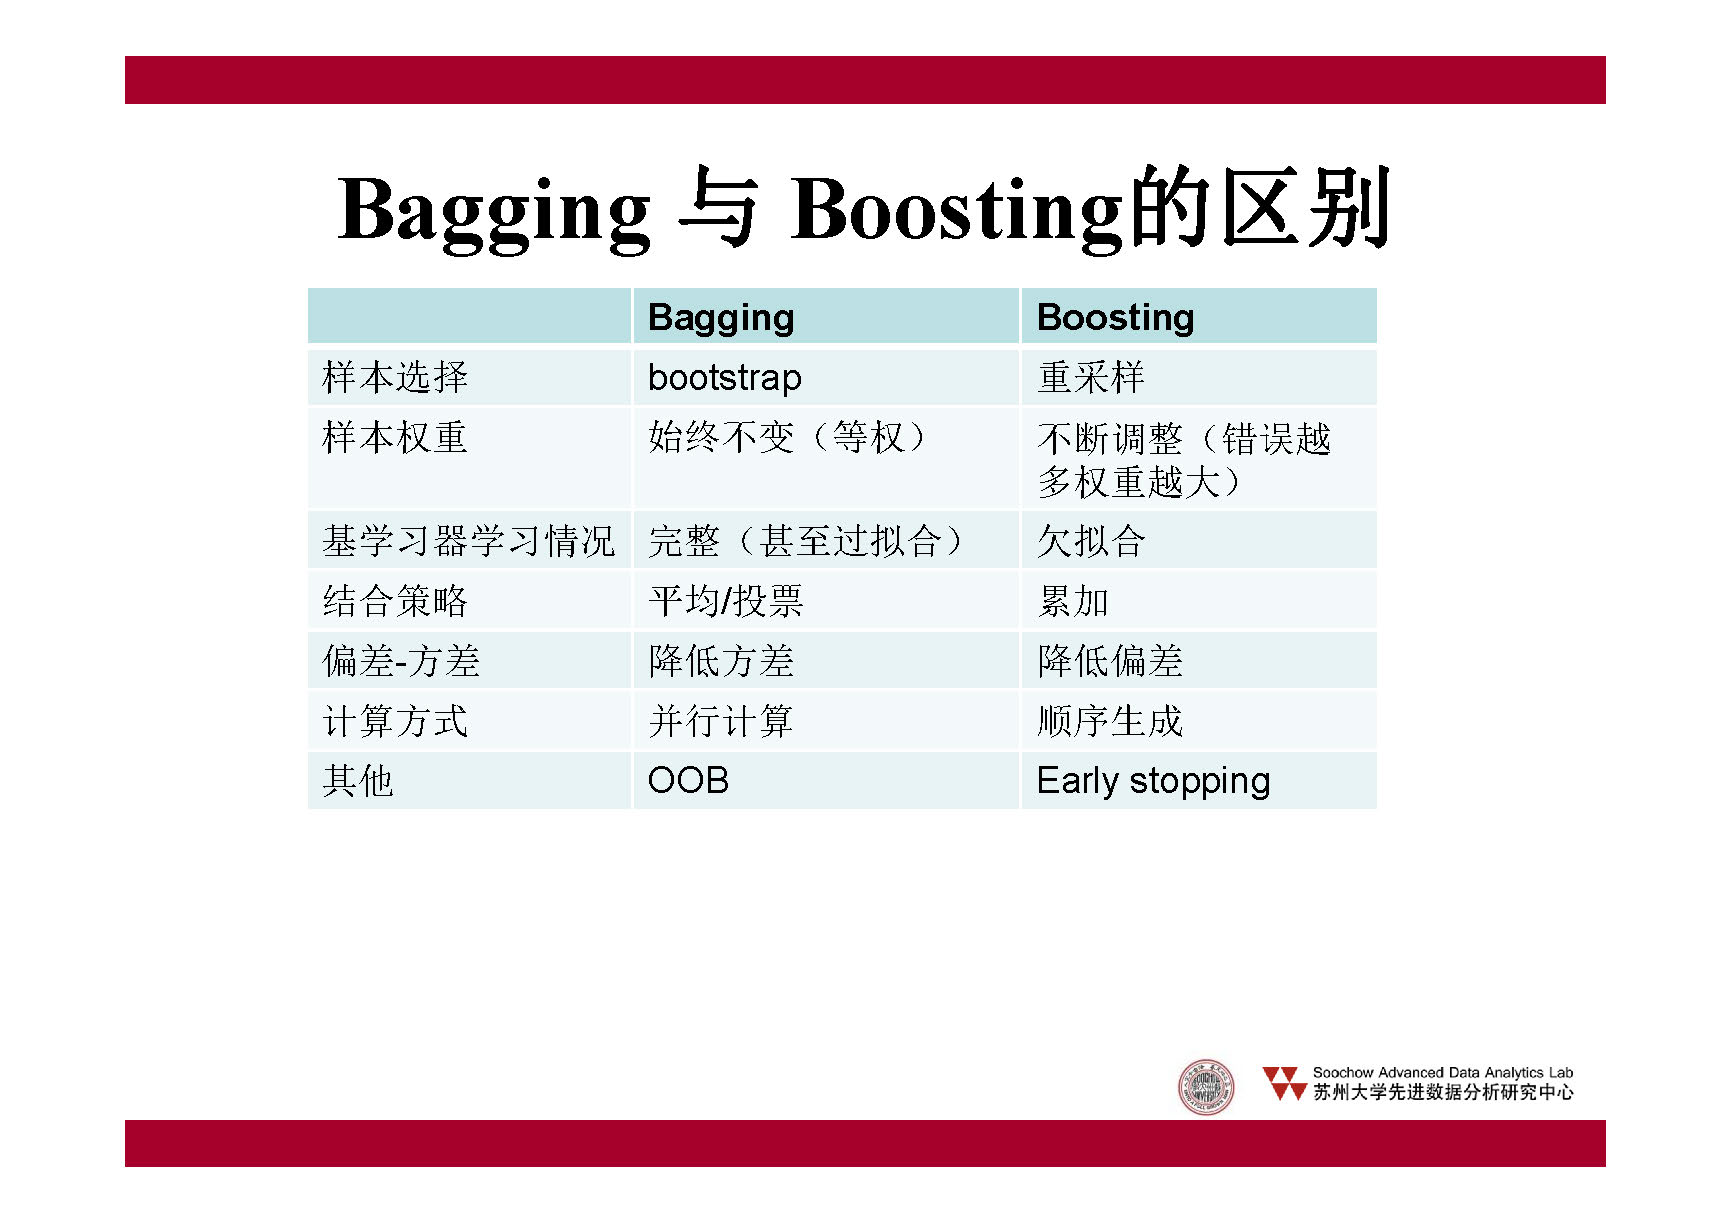 Bagging 与 Boosting的区别
Bagging Boosting
样本选择 bootstrap 重采样
样本权重 始终不变（等权） 不断调整（错误越
多权重越大）
基学习器学习情况 完整（甚至过拟合） 欠拟合
结合策略 平均/投票 累加
偏差-方差 降低方差 降低偏差
计算方式 并行计算 顺序生成
其他 OOB Early stopping
Soochow Advanced Data Analytics Lab
苏州大学先进数据分析研究中心